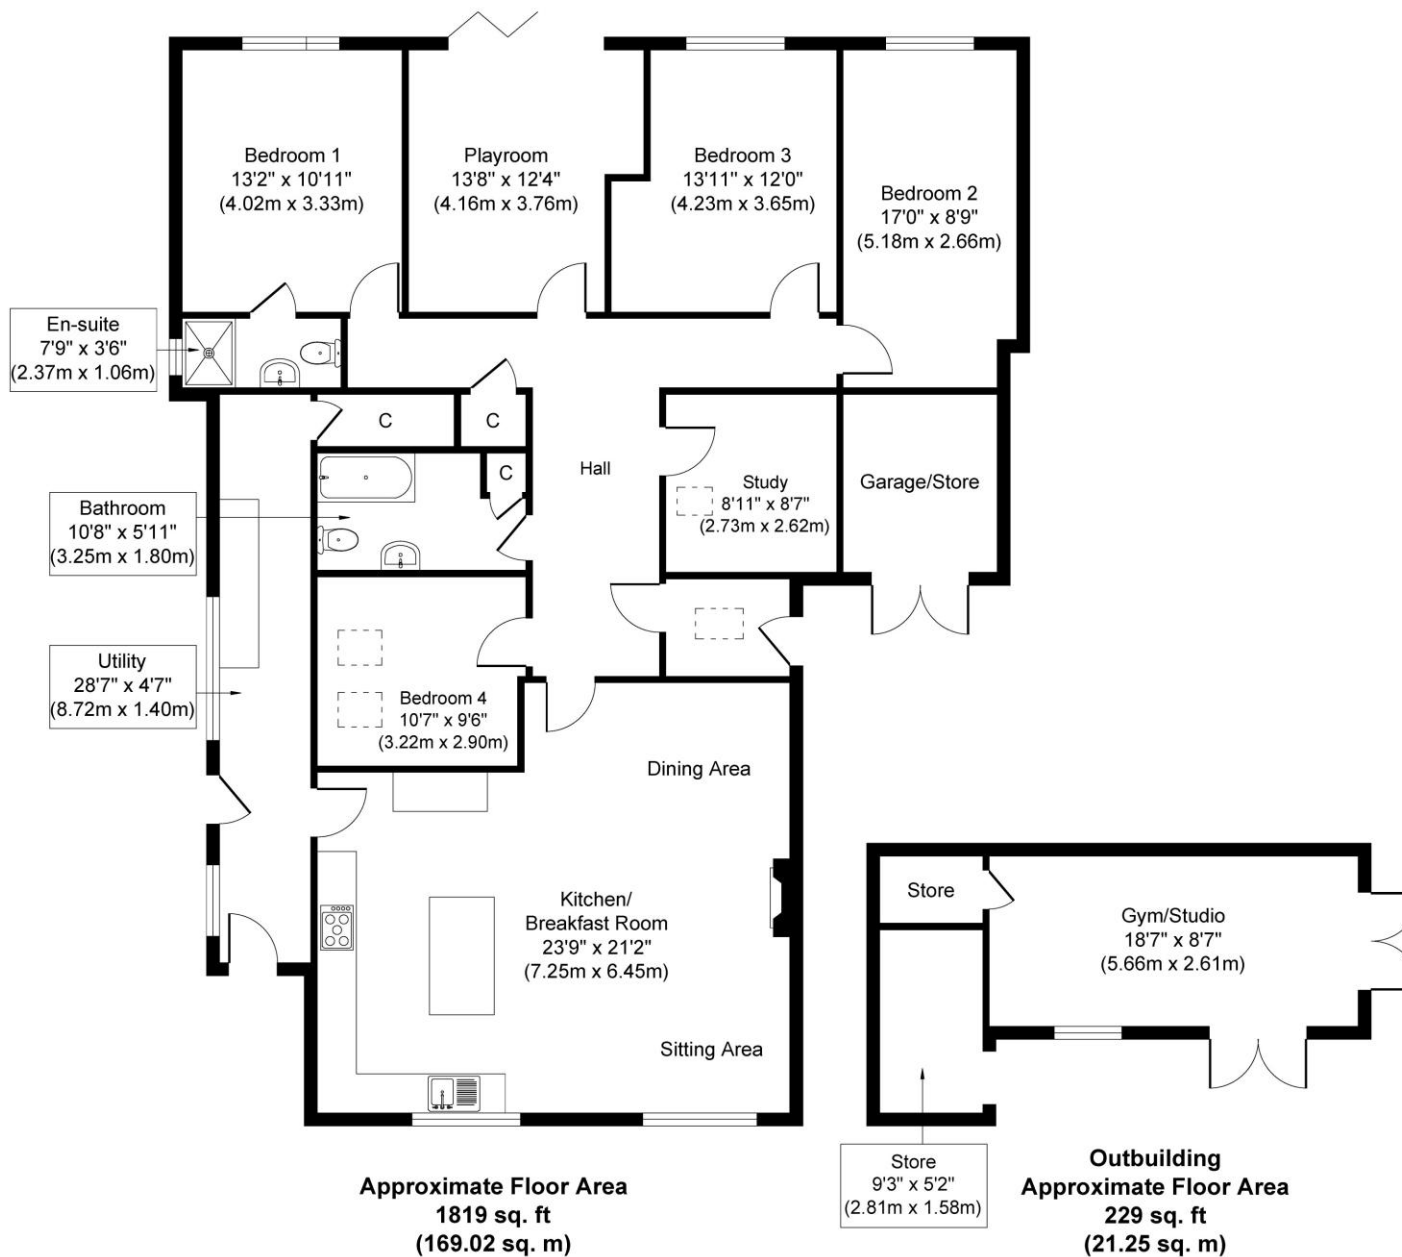 Bedroom 1
13'2" x 10'11"
(4.02m x 3.33m)
Playroom
13'8" x 12'4"
(4.16m x 3.76m)
Bedroom 3
13'11" x 12'0"
(4.23m x 3.65m)
Bedroom 2
17'0" x 8'9"
(5.18m x 2.66m)
En-suite
7'9" x 3'6"
(2.37m x 1.06m)
C
C
C
Hall
Study
8'11" x 8'7"
(2.73m x 2.62m)
Garage/Store
Bathroom
10'8" x 5'11"
(3.25m x 1.80m)
Utility
28'7" x 4'7"
(8.72m x 1.40m)
Bedroom 4
10'7" x 9'6"
(3.22m x 2.90m)
Dining Area
Kitchen/
Breakfast Room
23'9" x 21'2"
(7.25m x 6.45m)
Sitting Area
Store
Gym/Studio
18'7" x 8'7"
(5.66m x 2.61m)
Store
9'3" x 5'2"
(2.81m x 1.58m)
Approximate Floor Area
1819 sq. ft
(169.02 sq. m)
Outbuilding
Approximate Floor Area
229 sq. ft
(21.25 sq. m)